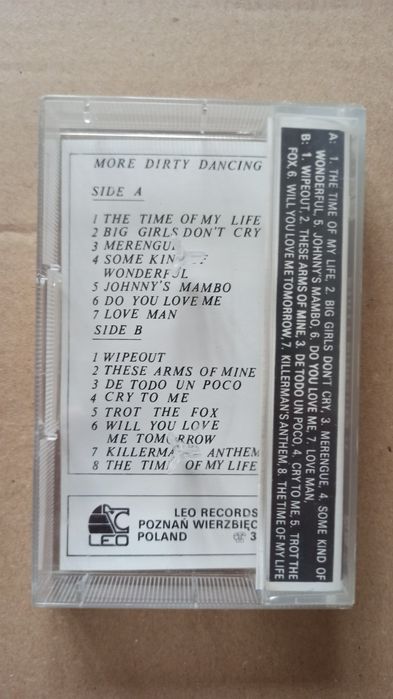 MORE DIRTY DANCING
SIDE A
1 THE TIME OF MY LIFE
2 BIG GIRLS DON'T CRY
3 MERENGU
4 SOME KIN
WONDERFUL
5 JOHNNY'S MAMBO
6 DO YOU LOVE ME
7 LOVE MAN
SIDE B
1 WIPEOUT
2 THESE ARMS OF MINE
3 DE TODO UN POCO
4 CRY TO ME
5 TROT THE FOX
6 WILL YOU LOVE
ME TOMORROW
7 KILLERMA ANTHEM
8 THE TIME OF MY LIFE
LEO
LEO RECORDS
POZNAŃ WIERZBIĘC
POLAND ☎ 3
A: 1. THE TIME OF MY LIFE, 2. BIG GIRLS DON'T CRY, 3. MERENGUE, 4. SOME KIND OF
WONDERFUL, 5. JOHNNY'S MAMBO, 6. DO YOU LOVE ME, 7. LOVE MAN,
B: 1. WIPEOUT, 2. THESE ARMS OF MINE, 3. DE TODO UN POCO, 4. CRY TO ME, 5. TROT THE
FOX, 6. WILL YOU LOVE ME TOMORROW, 7. KILLERMAN'S ANTHEM, 8. THE TIME OF MY LIFE